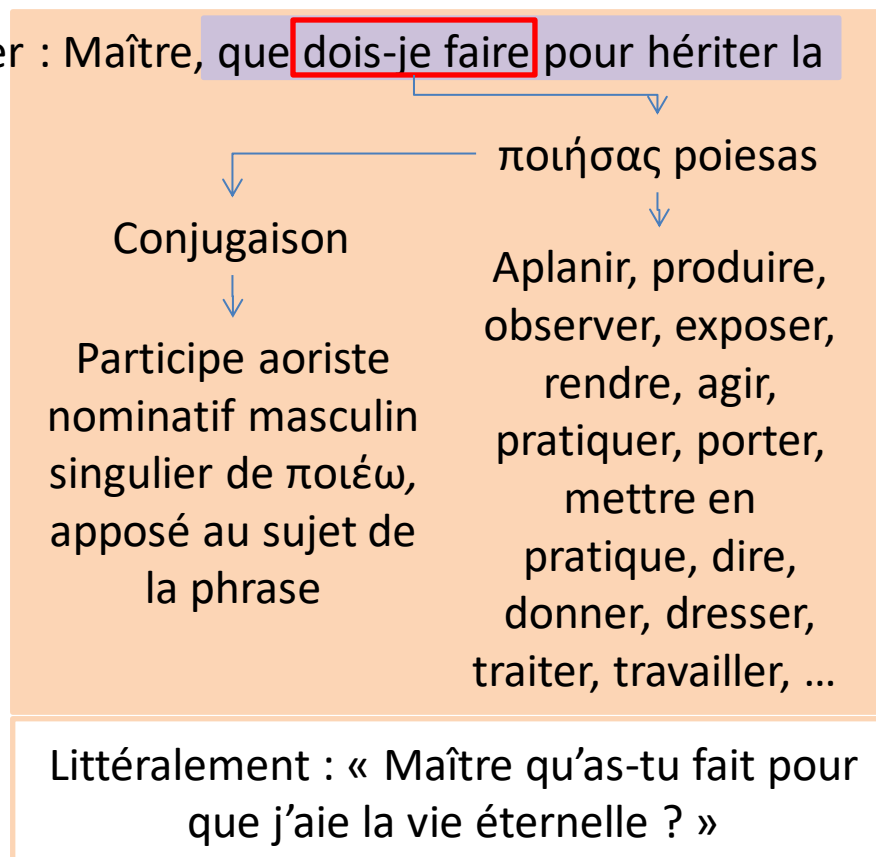 er : Maître, que dois-je faire pour hériter la
ποιήσας poiesas
Conjugaison
Participe aoriste
nominatif masculin
singulier de ποιέω,
apposé au sujet de
la phrase
Aplanir, produire,
observer, exposer,
rendre, agir,
pratiquer, porter,
mettre en
pratique, dire,
donner, dresser,
traiter, travailler, …
Littéralement : « Maître qu’as-tu fait pour
que j’aie la vie éternelle ? »